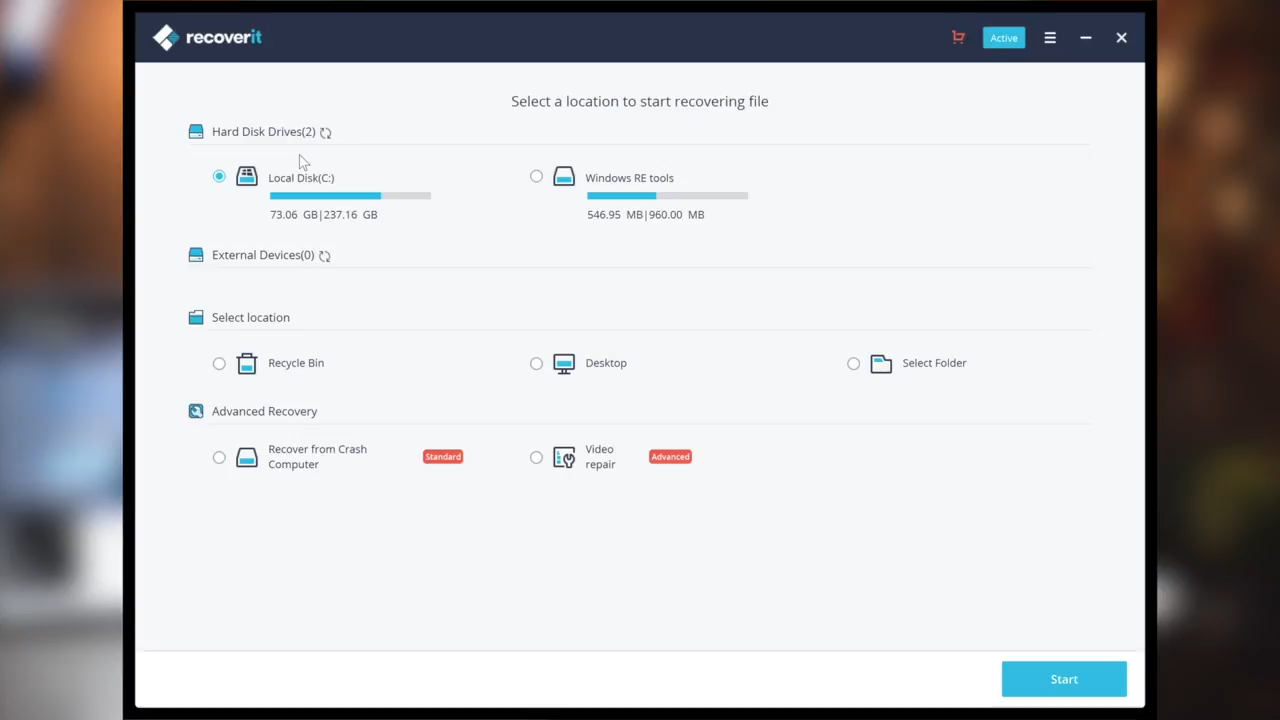 recoverit
Active
Select a location to start recovering file
Hard Disk Drives(2)
Local Disk(C:)
73.06 GB|237.16 GB
Windows RE tools
546.95 MB|960.00 MB
External Devices(0)
Select location
Recycle Bin
Desktop
Select Folder
Advanced Recovery
Recover from Crash
Computer
Standard
Video
repair
Advanced
Start